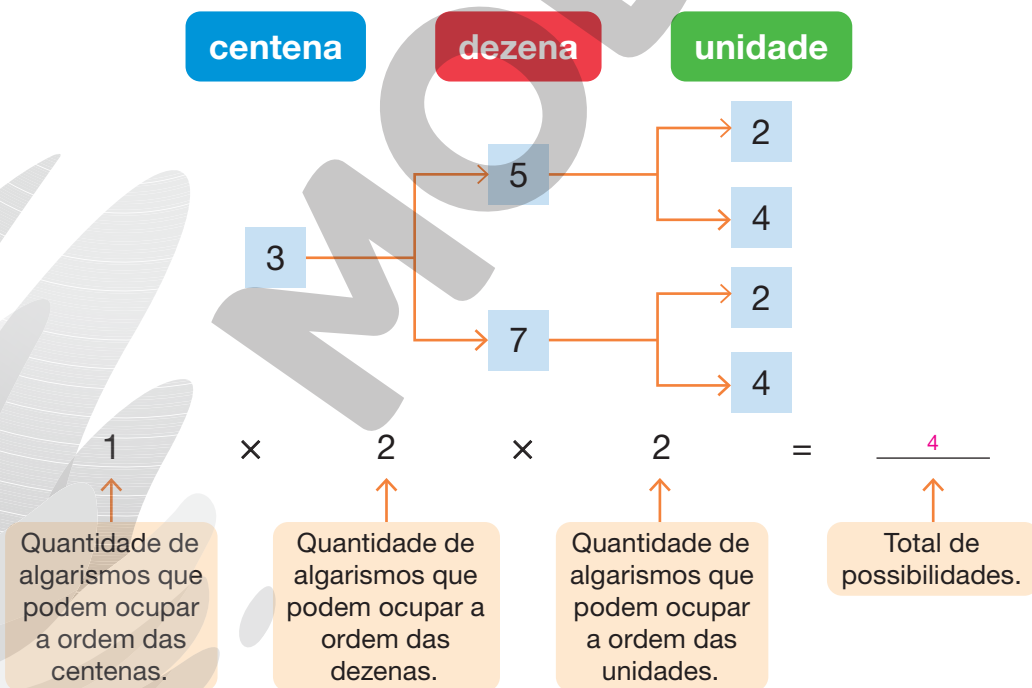 centena dezena unidade
2
5
4
3
2
7
4
1 × 2 × 2 = 4
Quantidade de
algarismos que
podem ocupar
a ordem das
centenas.
Quantidade de
algarismos que
podem ocupar a
ordem das
dezenas.
Quantidade de
algarismos que
podem ocupar
a ordem das
unidades.
Total de
possibilidades.